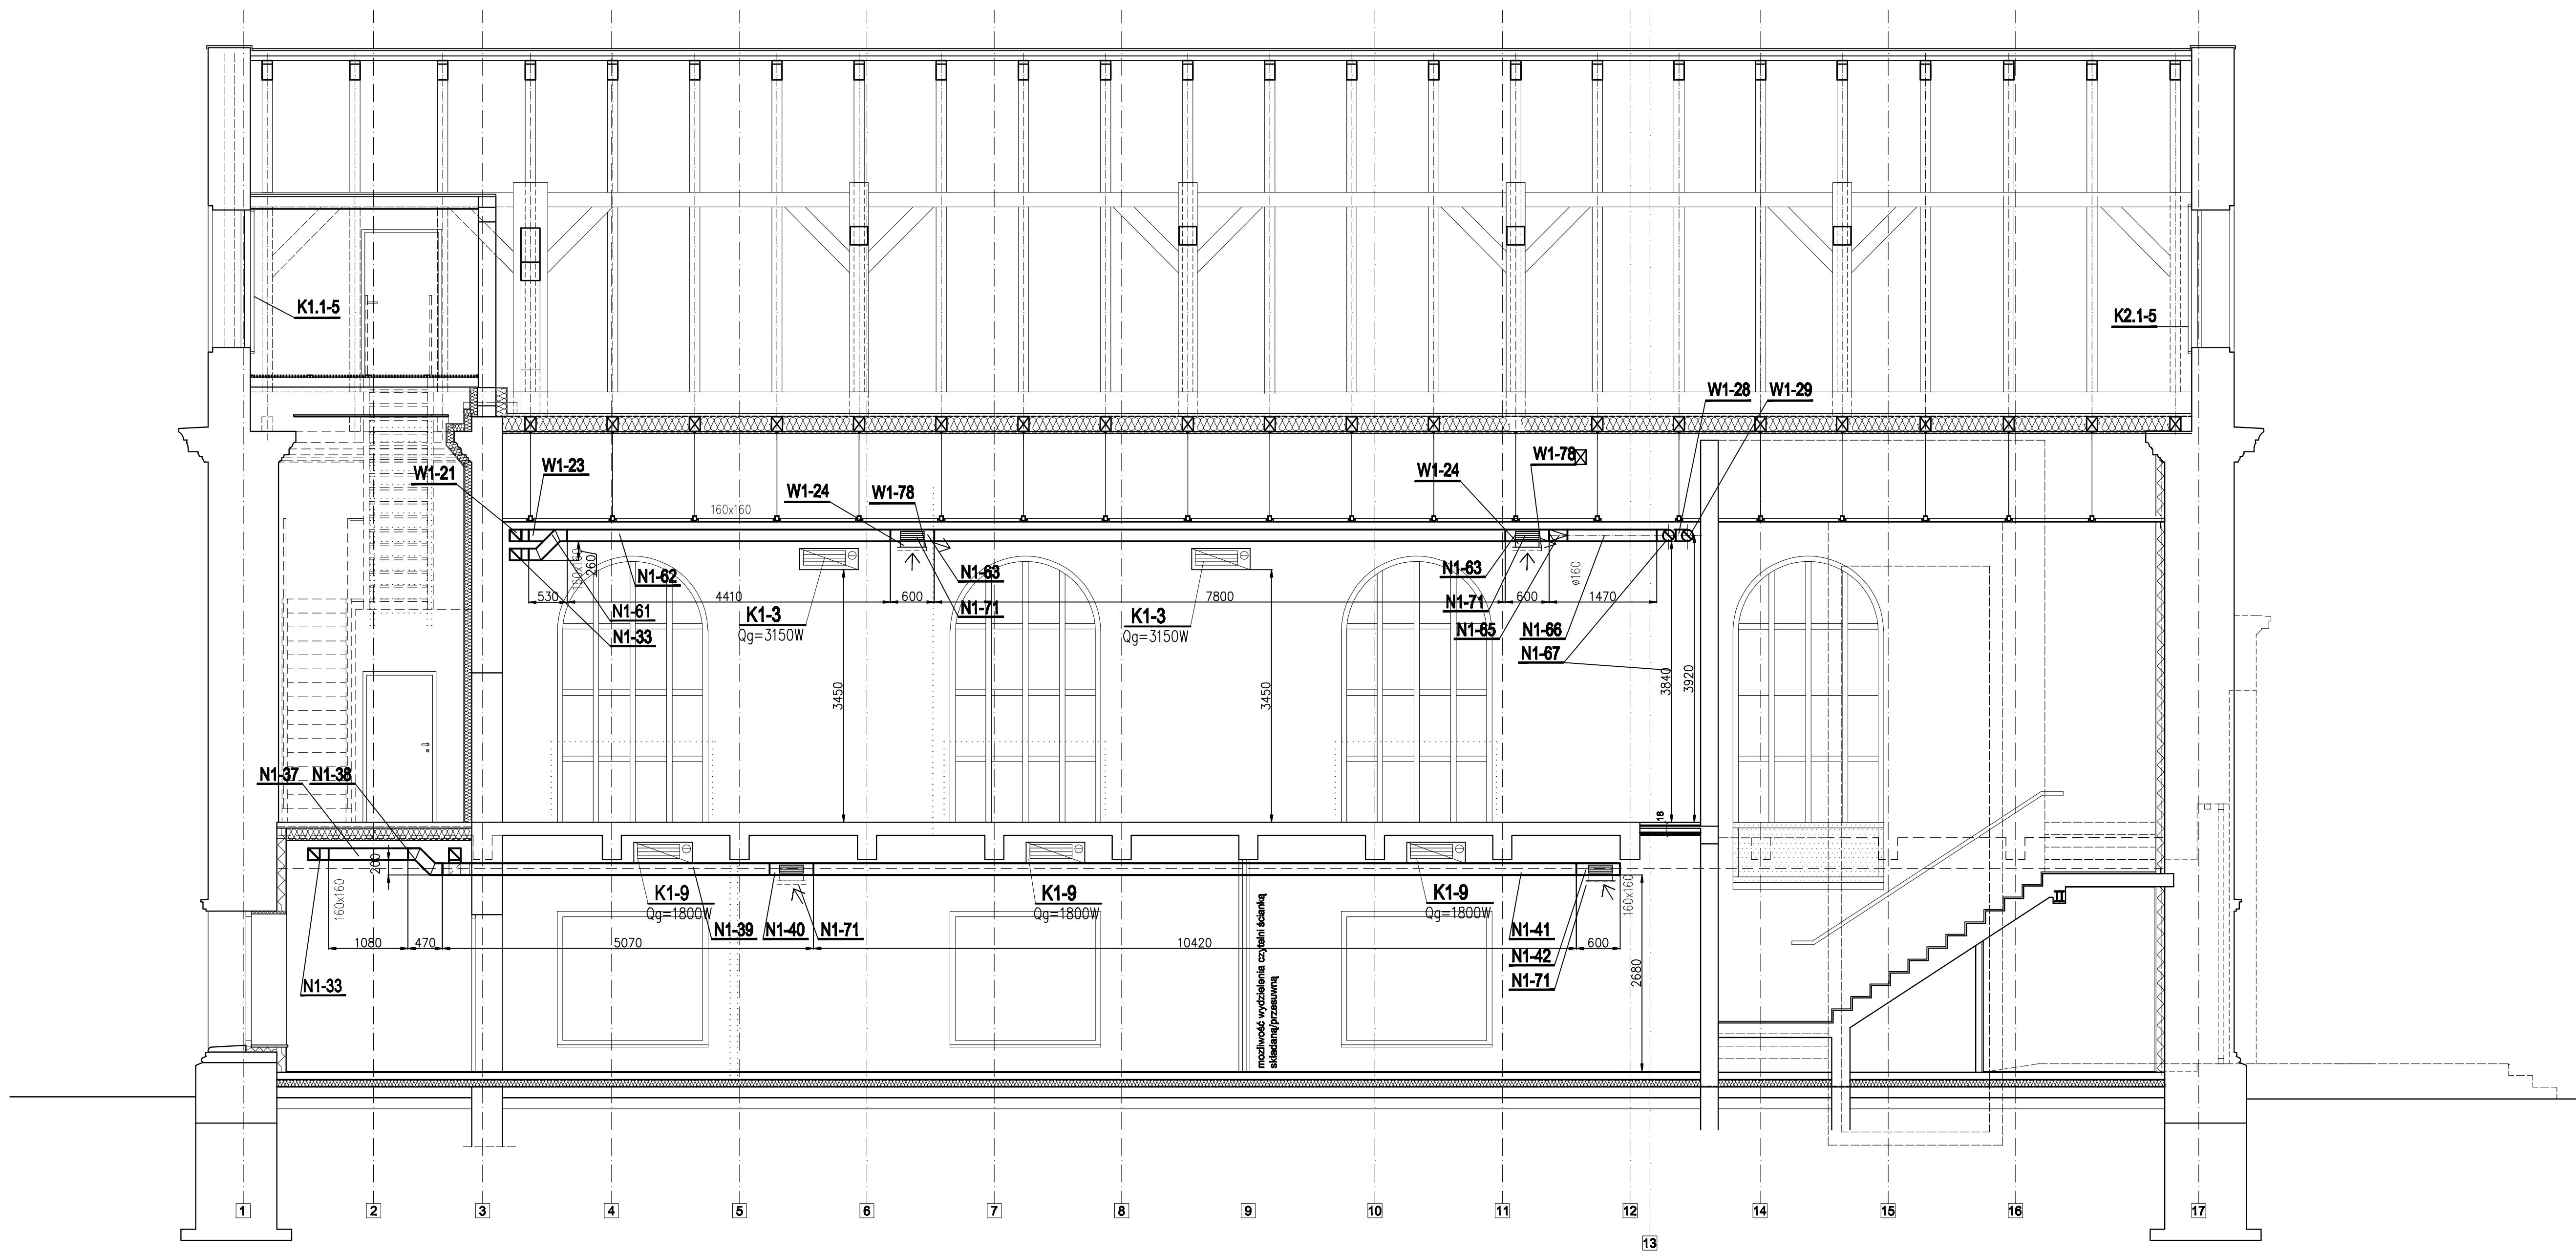 K1.1-5
K2.1-5
W1-28
W1-29
W1-21
W1-23
W1-24
W1-78
W1-24
W1-78
160x160
160x160
260
N1-62
N1-63
N1-63
ø160
530
4410
600
7800
600
1470
N1-61
N1-71
N1-71
K1-3
Qg=3150W
K1-3
Qg=3150W
N1-33
N1-65
N1-66
N1-67
3450
3450
3840
3920
N1-37
N1-38
18
200
160x160
K1-9
Qg=1800W
K1-9
Qg=1800W
K1-9
Qg=1800W
160x160
N1-39
N1-40
N1-71
N1-41
1080
470
5070
10420
600
N1-42
N1-71
N1-33
2680
możliwość wydzielenia czytelni ścianką
składaną/przesuwną
1
2
3
4
5
6
7
8
9
10
11
12
14
15
16
17
13